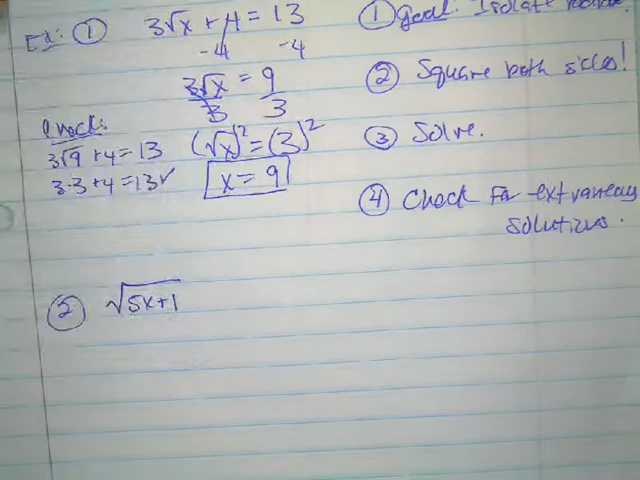 Ex: ① 3√x + 4 = 13
-4 -4
3√x = 9
3 3
(√x)² = (3)²
x = 9
Check:
3√9 + 4 = 13
3·3 + 4 = 13 ✓
① goal: Isolate
② Square both sides!
③ Solve.
④ Check for extraneous
solutions.
② √5x+1